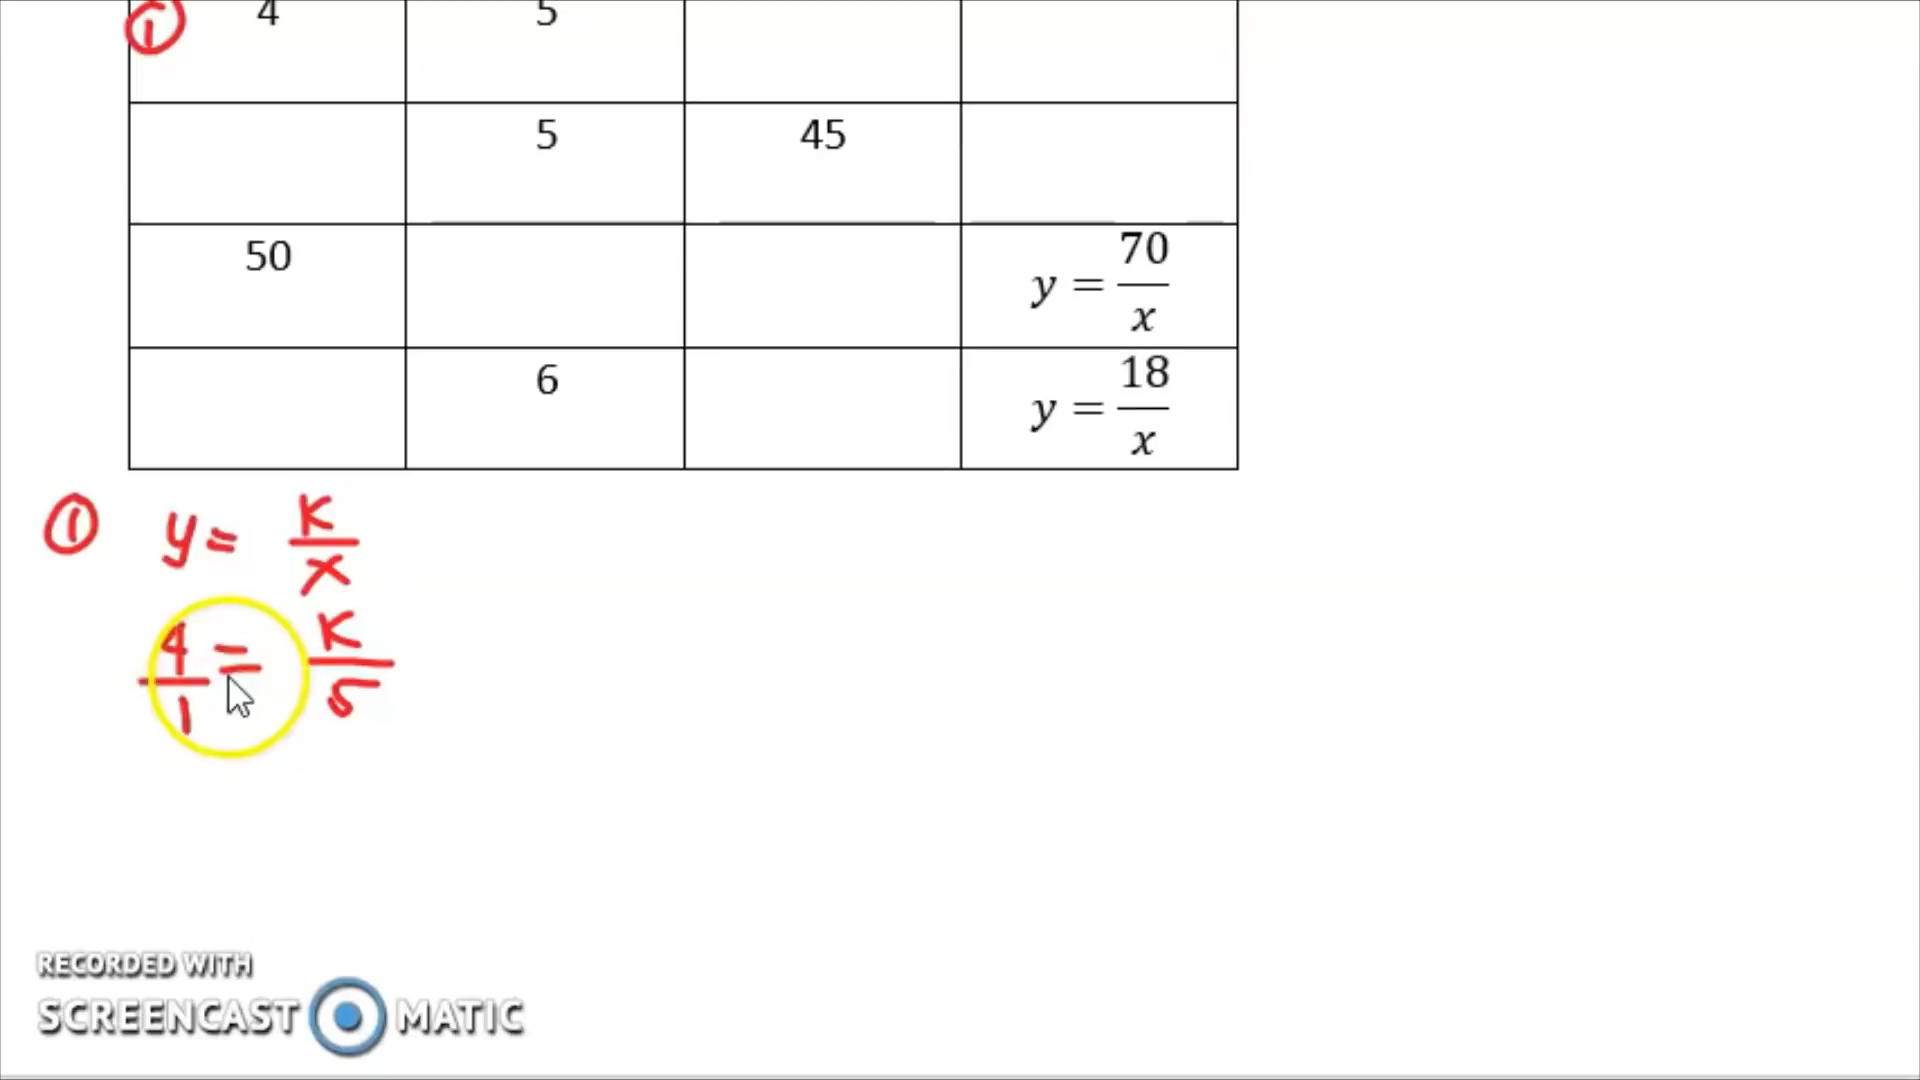 ① 4 5
5 45
50 y = 70/x
6 y = 18/x
① y = K/x
4/1 = K/5
RECORDED WITH
SCREENCAST MATIC